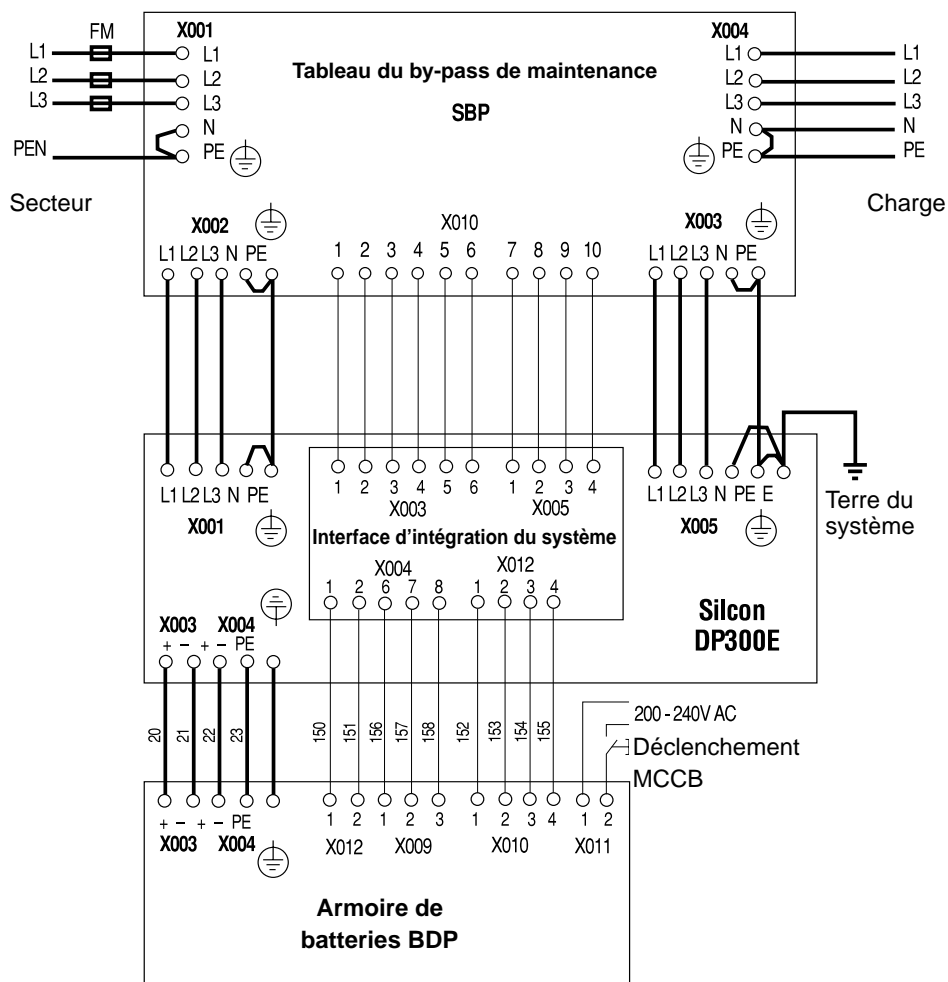 FM X001 X004
L1 L1 L1 L1
L2 L2 L2 L2
L3 L3 L3 L3
Tableau du by-pass de maintenance
SBP
N N N
PEN PE PE PE
Secteur Charge
X002 X010 X003
L1 L2 L3 N PE 1 2 3 4 5 6 7 8 9 10 L1 L2 L3 N PE
L1 L2 L3 N PE 1 2 3 4 5 6 1 2 3 4 L1 L2 L3 N PE E
X001 X003 X005 X005
Terre du
système
Interface d'intégration du système
X004 X012
1 2 6 7 8 1 2 3 4
Silcon
DP300E
X003 X004
+ – + – PE
20 21 22 23 150 151 156 157 158 152 153 154 155
200 - 240V AC
Déclenchement
MCCB
+ – + – PE 1 2 1 2 3 1 2 3 4 1 2
X003 X004 X012 X009 X010 X011
Armoire de
batteries BDP